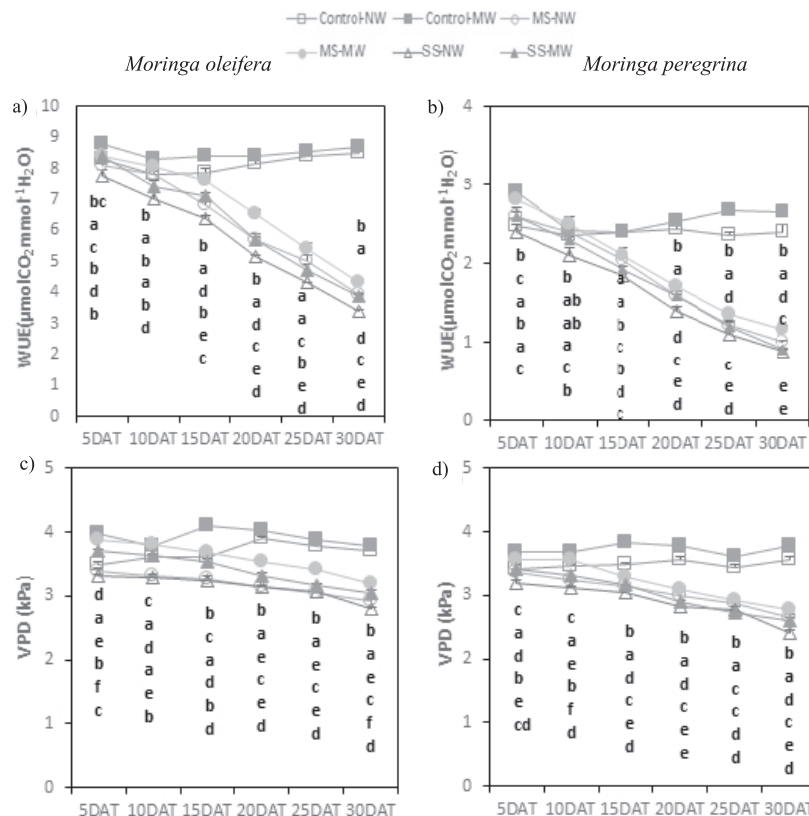 Control-NW Control-MW MS-NW
MS-MW SS-NW SS-MW
Moringa oleifera Moringa peregrina
a)
WUE(µmolCO₂mmol⁻¹H₂O)
10
9
8
7
6
5
4
3
2
1
0
bc
a
c
b
d
b
b
a
b
a
b
d
b
a
d
b
e
c
b
a
d
c
e
d
a
a
c
b
e
d
b
a
d
c
e
d
5DAT 10DAT 15DAT 20DAT 25DAT 30DAT
b)
WUE(µmolCO₂mmol⁻¹H₂O)
4
3
2
1
0
b
c
a
b
a
c
b
ab
ab
a
c
b
a
a
b
c
b
d
c
b
a
d
c
e
d
b
a
d
c
e
d
b
a
d
c
e
e
5DAT 10DAT 15DAT 20DAT 25DAT 30DAT
c)
VPD (kPa)
5
4
3
2
1
0
d
a
e
b
f
c
c
a
d
a
e
b
b
c
a
d
b
d
b
a
e
c
e
d
b
a
e
c
e
d
b
a
e
c
f
d
5DAT 10DAT 15DAT 20DAT 25DAT 30DAT
d)
VPD (kPa)
5
4
3
2
1
0
c
a
d
b
e
cd
c
a
e
b
f
d
b
a
d
c
e
d
b
a
d
c
e
e
b
a
c
c
d
d
b
a
d
c
e
d
5DAT 10DAT 15DAT 20DAT 25DAT 30DAT